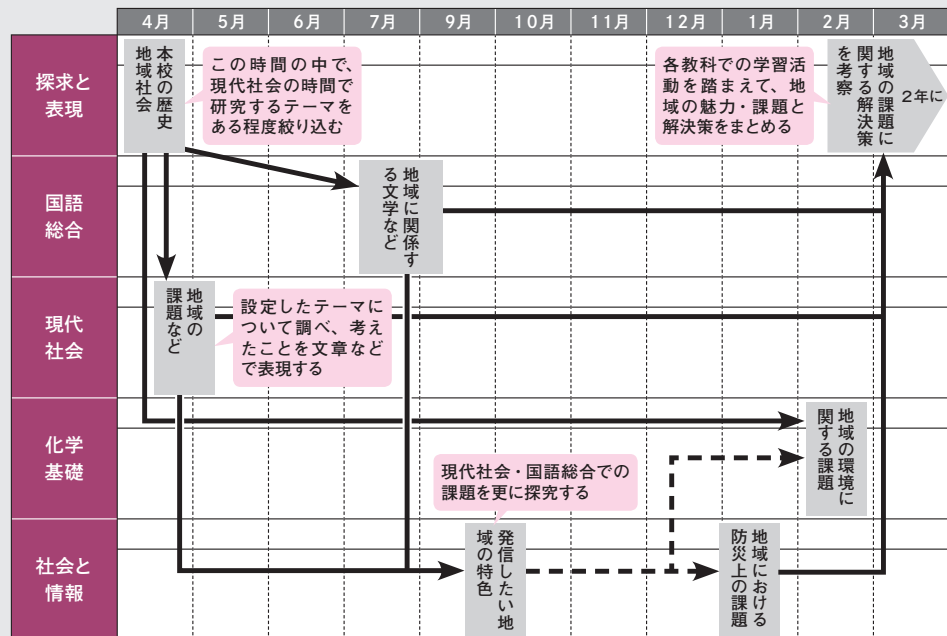 4月 5月 6月 7月 9月 10月 11月 12月 1月 2月 3月
探求と
表現
本校の歴史
地域社会
この時間の中で、
現代社会の時間で
研究するテーマを
ある程度絞り込む
各教科での学習活
動を踏まえて、地
域の魅力・課題と
解決策をまとめる
地域の課題に
関する解決策
を考察
2年に
国語
総合
地域に関係す
る文学など
現代
社会
地域の
課題など
設定したテーマに
ついて調べ、考え
たことを文章など
で表現する
化学
基礎
地域の環境に
関する課題
現代社会・国語総合での
課題を更に探究する
社会と
情報
発信したい地
域の特色
地域における
防災上の課題